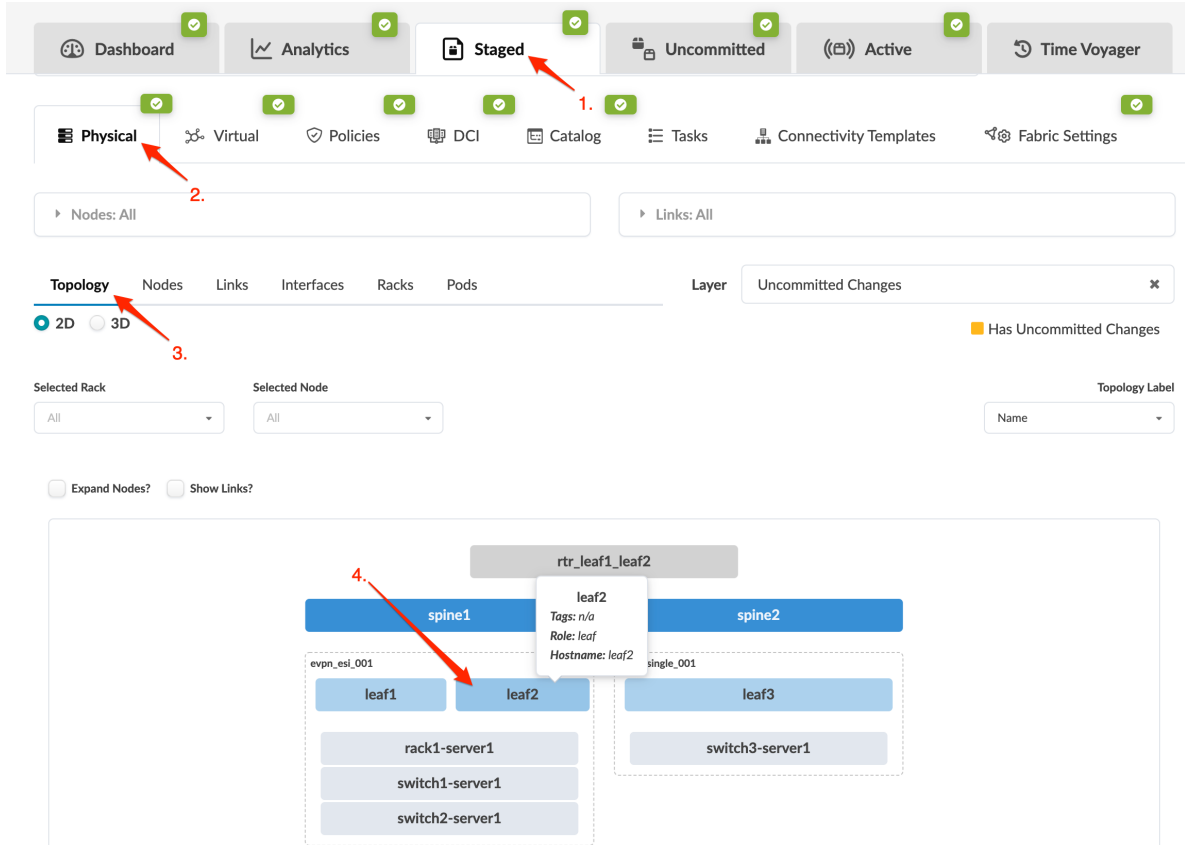 Dashboard Analytics Staged Uncommitted Active Time Voyager
1.
Physical Virtual Policies DCI Catalog Tasks Connectivity Templates Fabric Settings
2.
Nodes: All Links: All
Topology Nodes Links Interfaces Racks Pods Layer Uncommitted Changes
2D 3D Has Uncommitted Changes
3.
Selected Rack Selected Node Topology Label
All All Name
Expand Nodes? Show Links?
rtr_leaf1_leaf2
4.
leaf2
Tags: n/a
Role: leaf
Hostname: leaf2
spine1 spine2
evpn_esi_001 single_001
leaf1 leaf2 leaf3
rack1-server1 switch3-server1
switch1-server1
switch2-server1